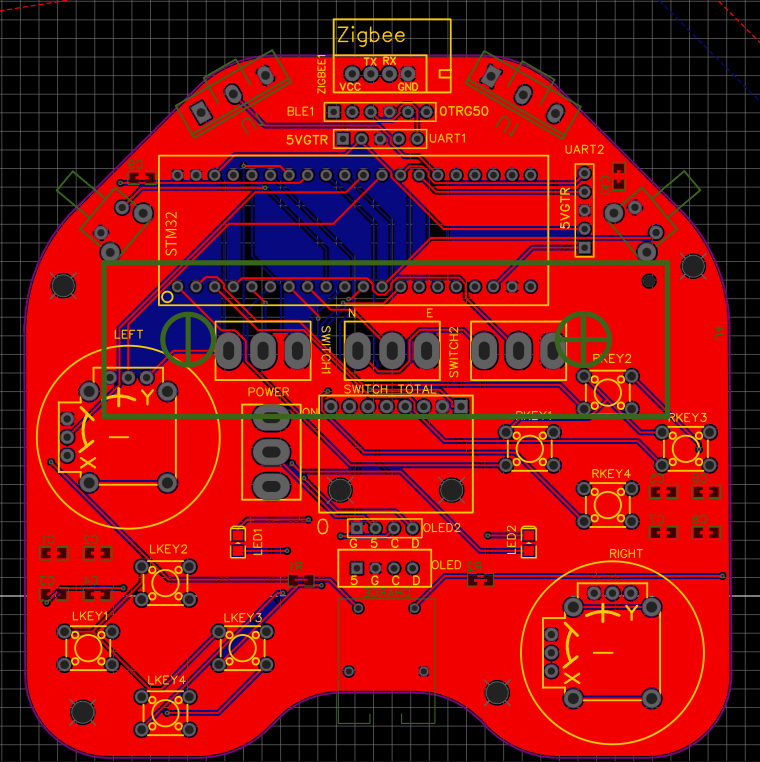 Zigbee
ZIGBEE1
TX RX
VCC GND
BLE1 OTRG50
5VGTR UART1
UART2
5VGTR
STM32
N E
LEFT
SWITCH1
SWITCH2
RKEY2
POWER
SWITCH TOTAL
ON
RKEY1
RKEY3
X Y
RKEY4
O
OLED2
G 5 C D
LED1
LED2
OLED
5 G C D
LKEY2
RIGHT
LKEY1
LKEY3
X Y
LKEY4